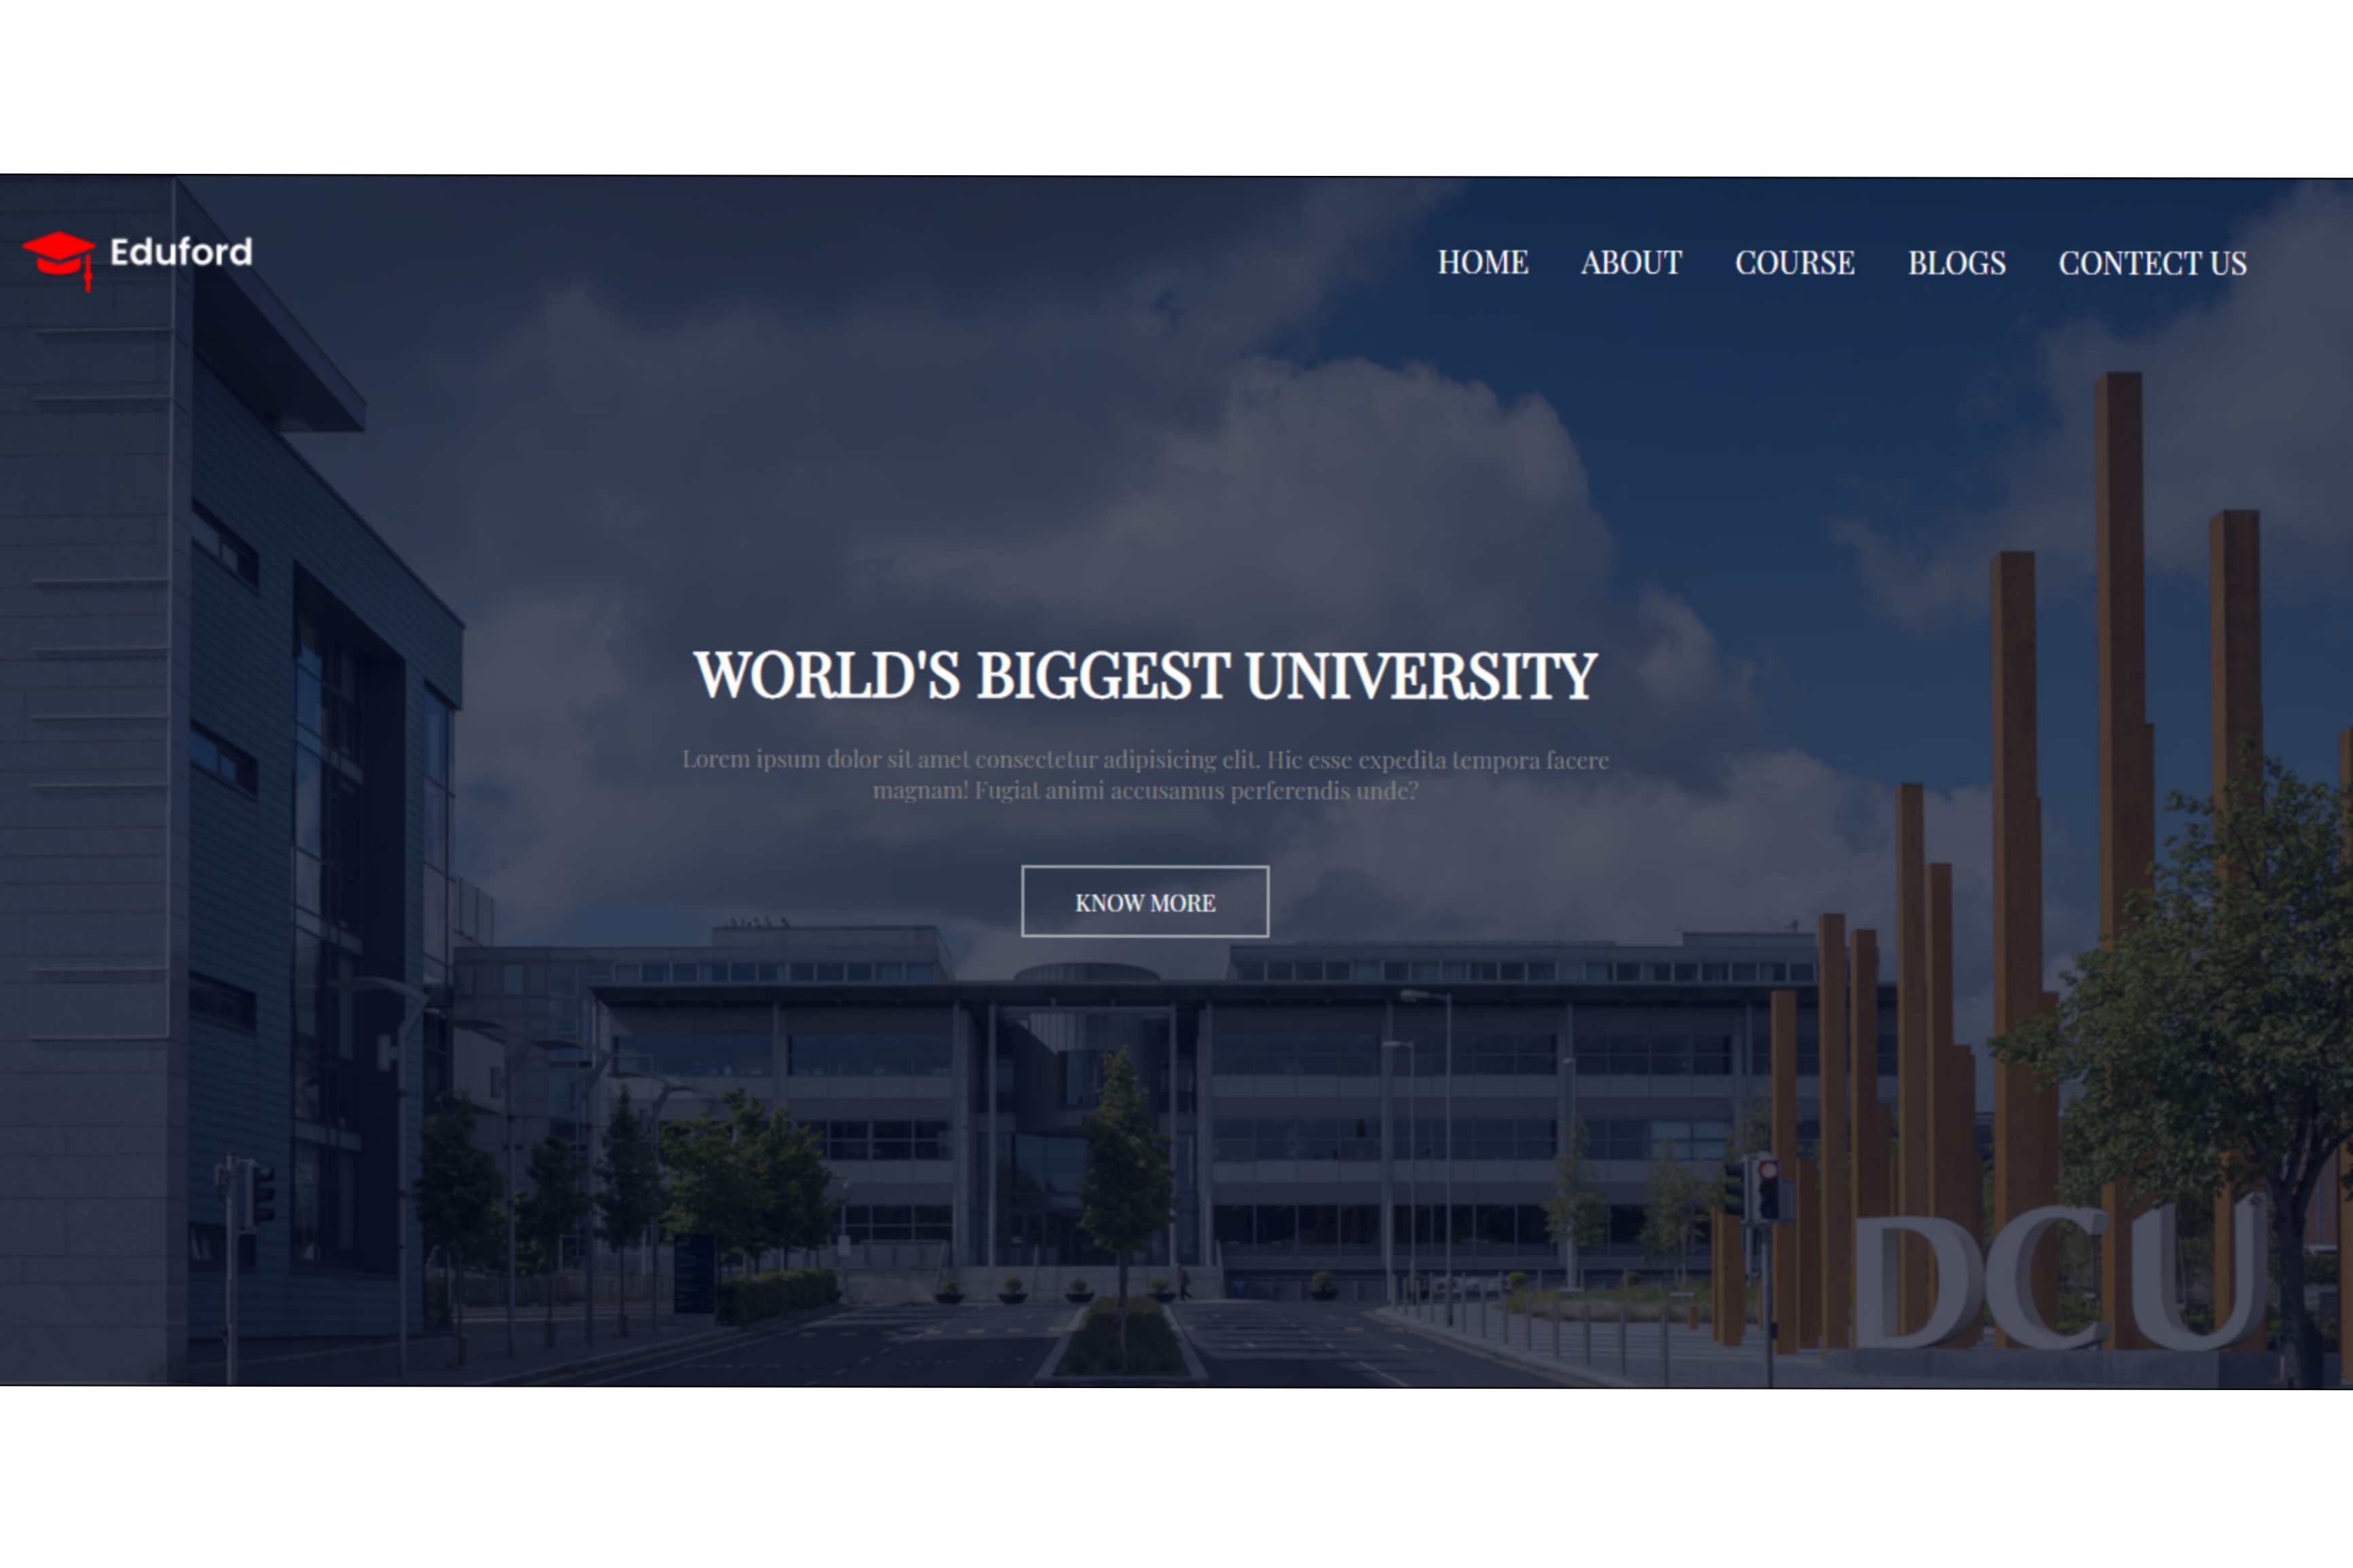 Eduford
HOME ABOUT COURSE BLOGS CONTECT US
WORLD'S BIGGEST UNIVERSITY
Lorem ipsum dolor sit amet consectetur adipisicing elit. Hic esse expedita tempora facere
magnam! Fugiat animi accusamus perferendis unde?
KNOW MORE
DCU